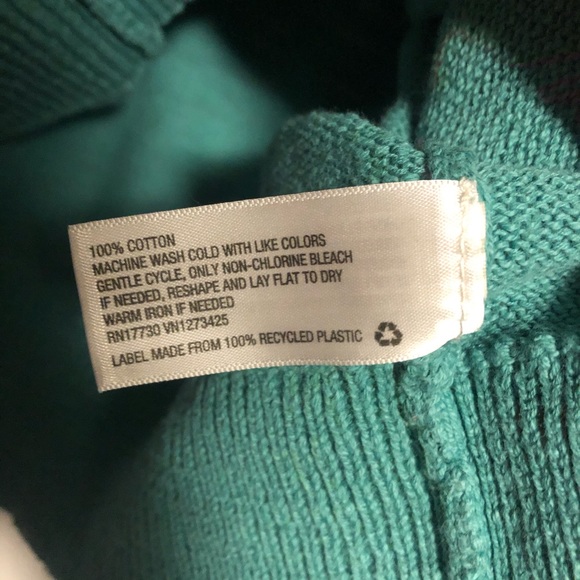 100% COTTON
MACHINE WASH COLD WITH LIKE COLORS
GENTLE CYCLE, ONLY NON-CHLORINE BLEACH
IF NEEDED, RESHAPE AND LAY FLAT TO DRY
WARM IRON IF NEEDED
RN17730 VN1273425
LABEL MADE FROM 100% RECYCLED PLASTIC